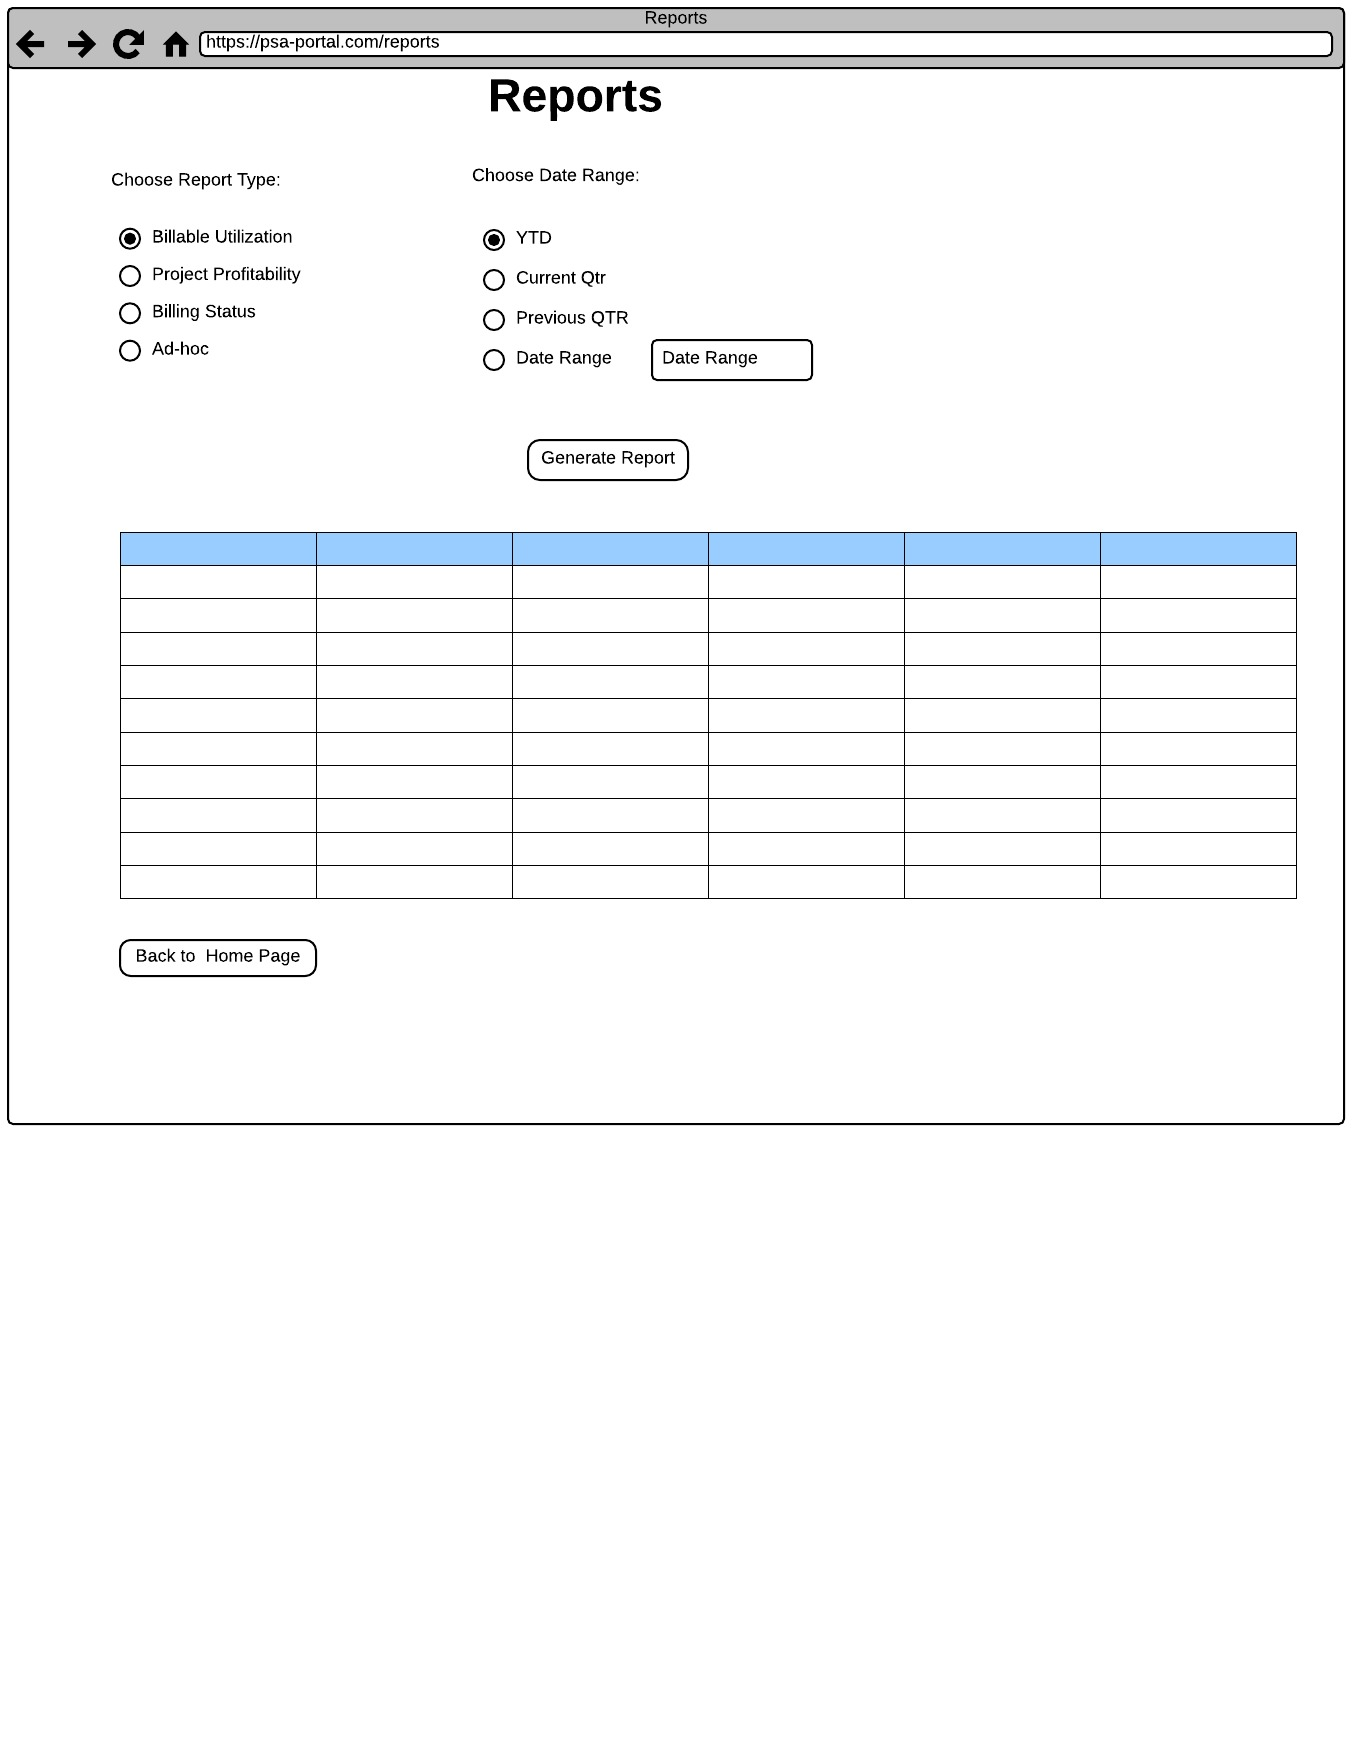 Reports
https://psa-portal.com/reports
Reports
Choose Report Type:
Billable Utilization
Project Profitability
Billing Status
Ad-hoc
Choose Date Range:
YTD
Current Qtr
Previous QTR
Date Range
Date Range
Generate Report
Back to  Home Page